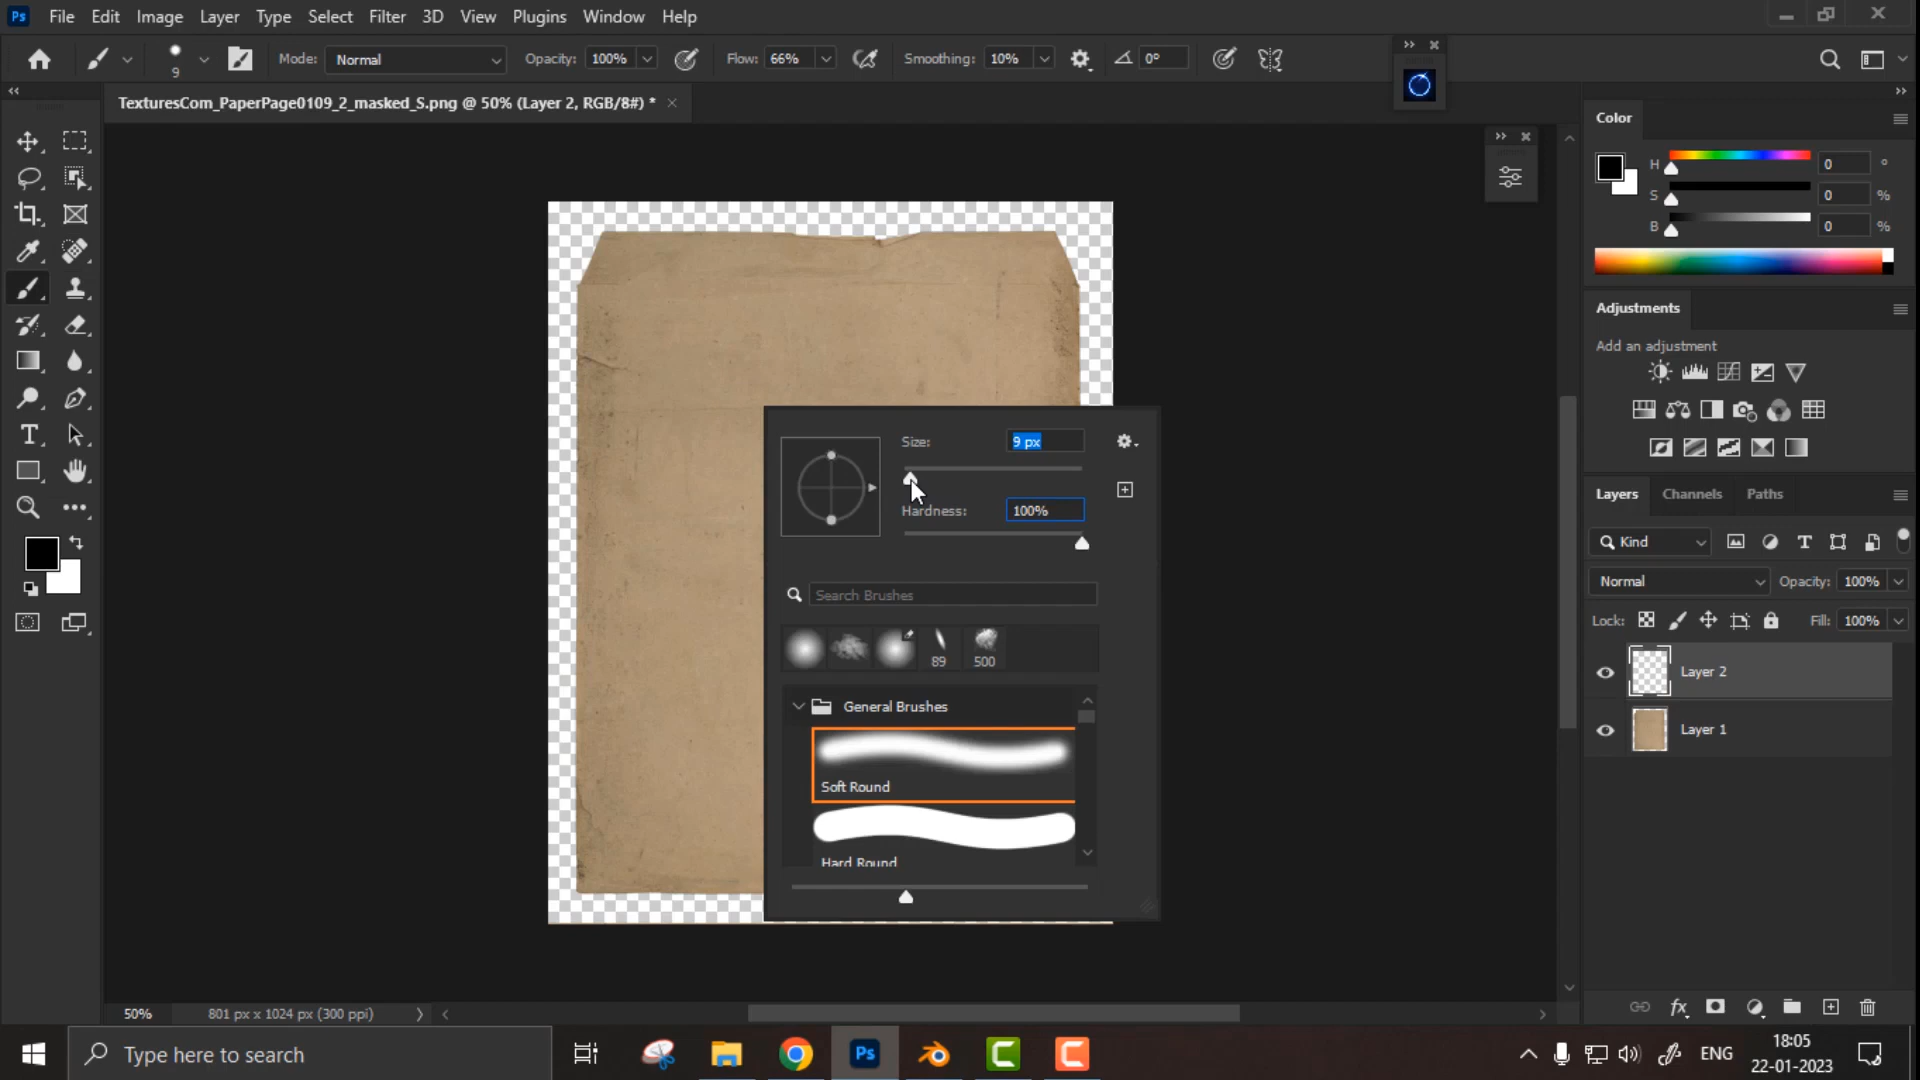 Ps File Edit Image Layer Type Select Filter 3D View Plugins Window Help
9 Mode: Normal Opacity: 100% Flow: 66% Smoothing: 10% 0°
TexturesCom_PaperPage0109_2_masked_S.png @ 50% (Layer 2, RGB/8#) *
Color
H 0 °
S 0 %
B 0 %
Adjustments
Add an adjustment
Size: 9 px
Hardness: 100%
Search Brushes
89 500
General Brushes
Soft Round
Hard Round
Layers Channels Paths
Kind
Normal Opacity: 100%
Lock: Fill: 100%
Layer 2
Layer 1
fx
50% 801 px x 1024 px (300 ppi)
Type here to search
Ps
ENG
18:05
22-01-2023